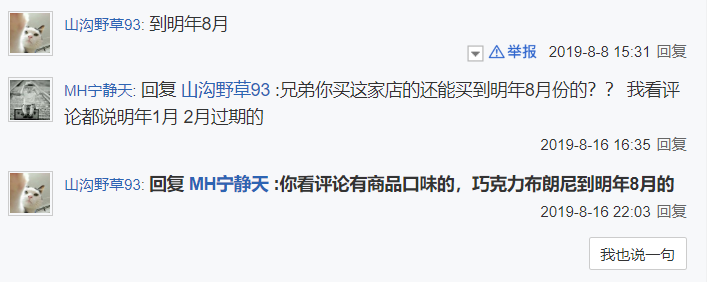 山沟野草93: 到明年8月
举报 2019-8-8 15:31 回复
MH宁静天: 回复 山沟野草93 :兄弟你买这家店的还能买到明年8月份的？？ 我看评
论都说明年1月 2月过期的
2019-8-16 16:35 回复
山沟野草93: 回复 MH宁静天 :你看评论有商品口味的，巧克力布朗尼到明年8月的
2019-8-16 22:03 回复
我也说一句